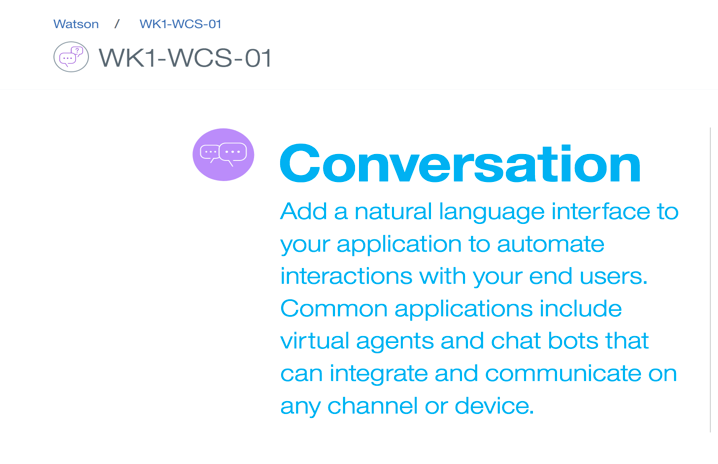 Watson / WK1-WCS-01
WK1-WCS-01
Conversation
Add a natural language interface to
your application to automate
interactions with your end users.
Common applications include
virtual agents and chat bots that
can integrate and communicate on
any channel or device.